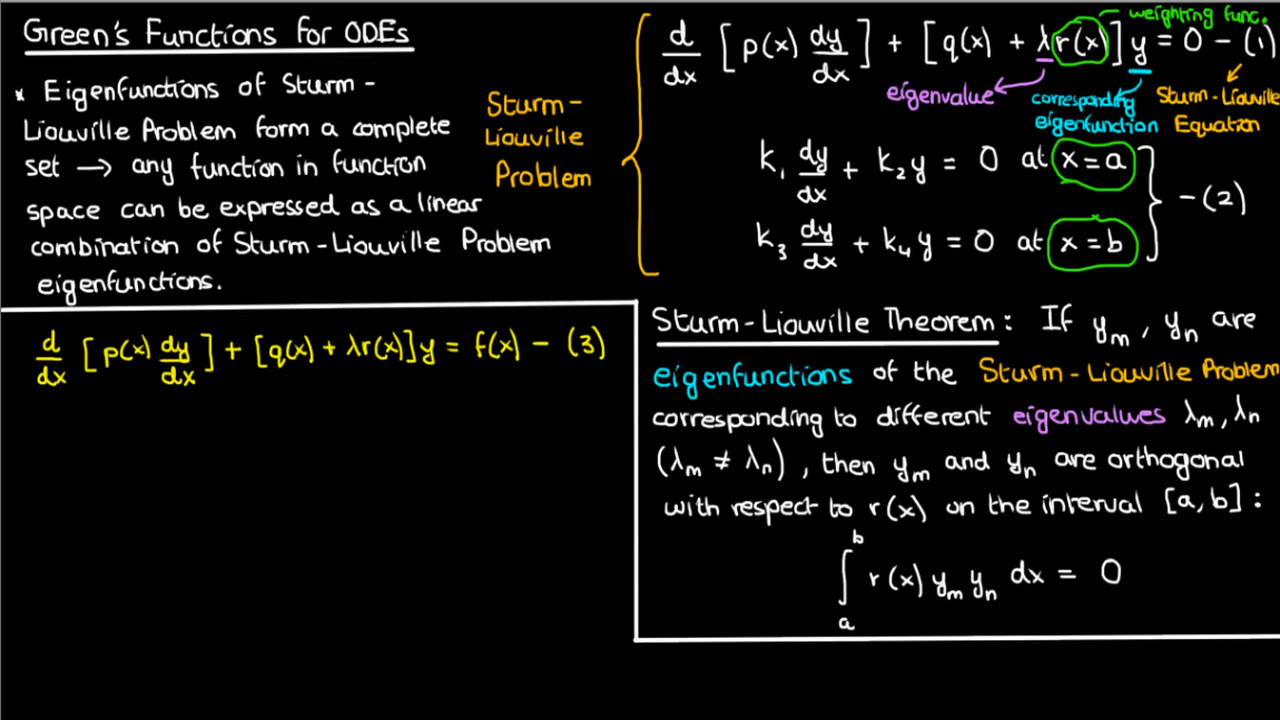 Green's Functions for ODEs
* Eigenfunctions of Sturm -
Liouville Problem form a complete
set → any function in function
space can be expressed as a linear
combination of Sturm-Liouville Problem
eigenfunctions.
Sturm-
Liouville
Problem
d/dx [p(x) dy/dx] + [q(x) + λr(x)] y = 0 - (1)
weighting func.
eigenvalue
corresponding
eigenfunction
Sturm-Liouville
Equation
k₁ dy/dx + k₂y = 0 at x = a
k₃ dy/dx + k₄y = 0 at x = b
- (2)
d/dx [p(x) dy/dx] + [q(x) + λr(x)]y = f(x) - (3)
Sturm-Liouville Theorem: If yₘ, yₙ are
eigenfunctions of the Sturm-Liouville Problem
corresponding to different eigenvalues λₘ, λₙ
(λₘ ≠ λₙ), then yₘ and yₙ are orthogonal
with respect to r(x) on the interval [a, b]:
∫ₐᵇ r(x) yₘ yₙ dx = 0